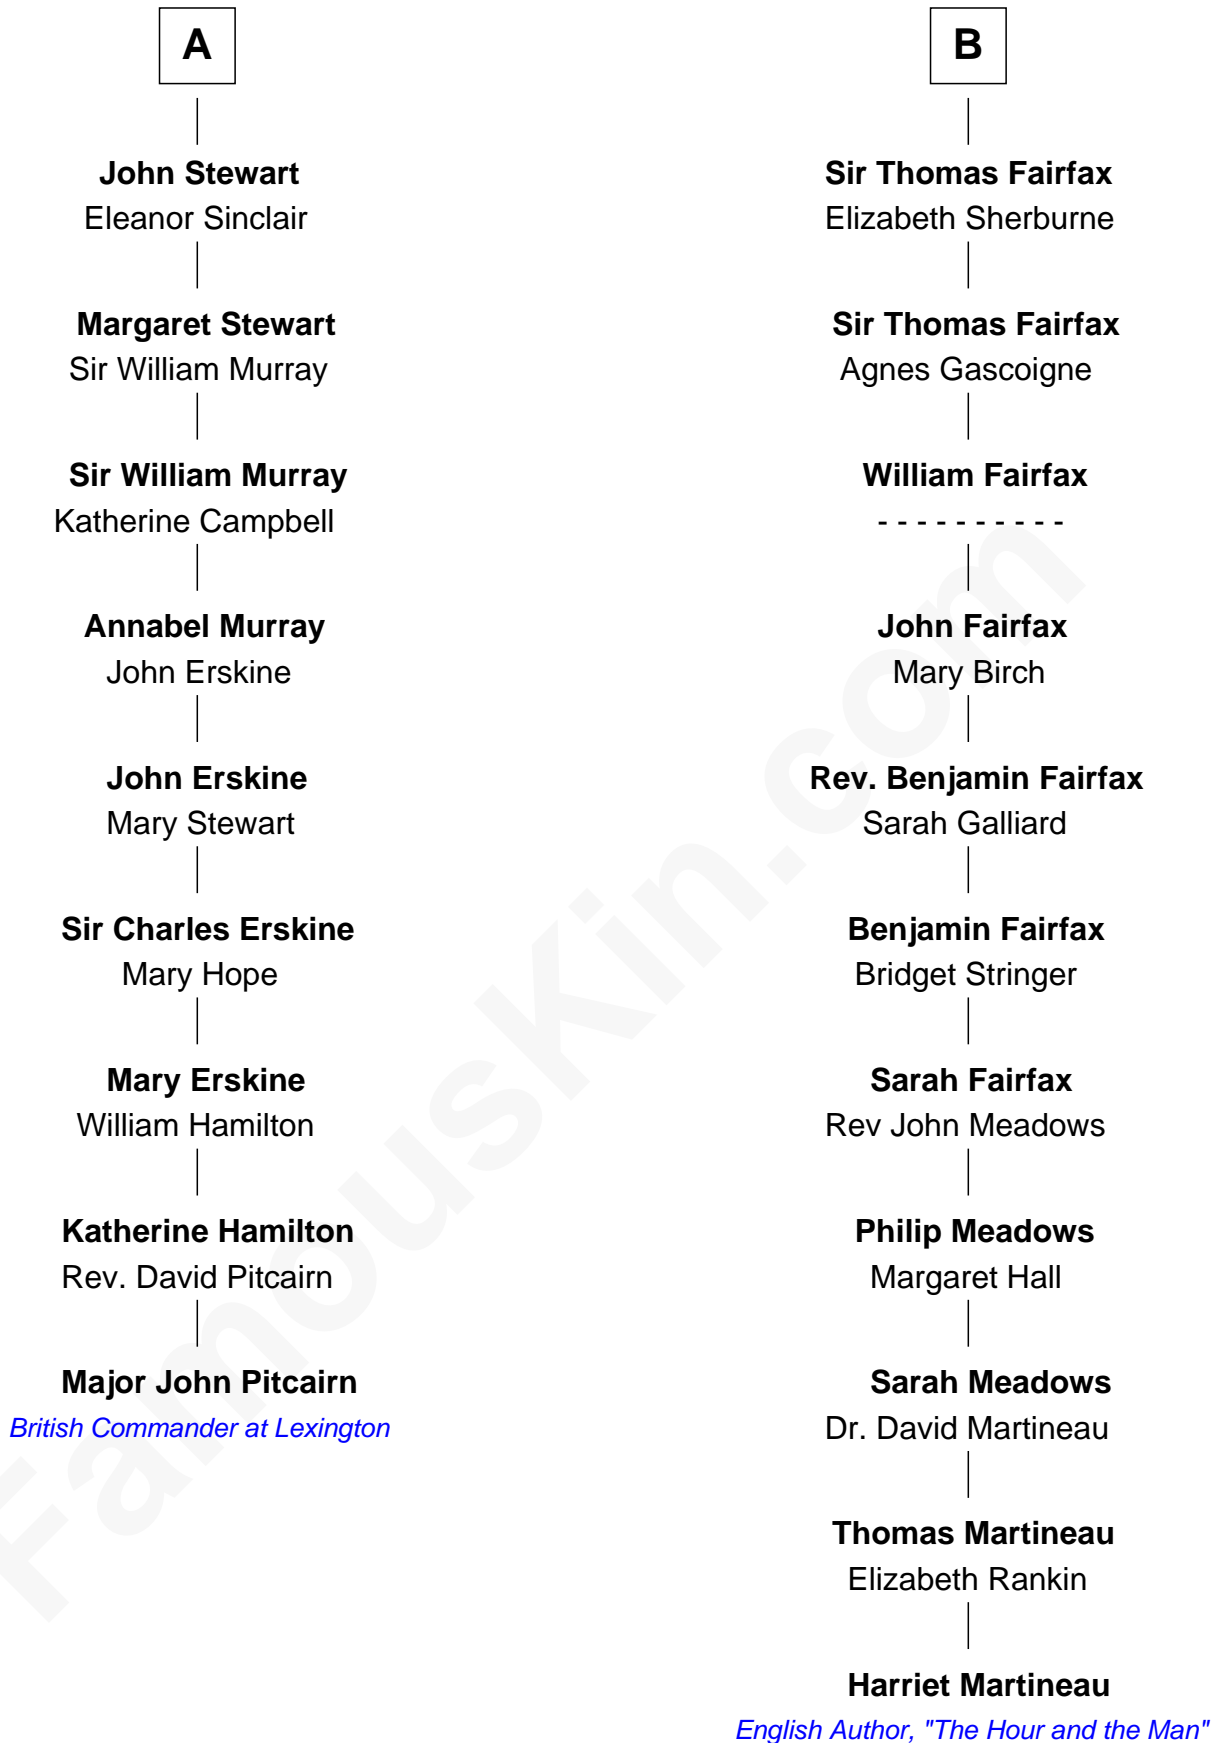 A
John Stewart
Eleanor Sinclair
Margaret Stewart
Sir William Murray
Sir William Murray
Katherine Campbell
Annabel Murray
John Erskine
John Erskine
Mary Stewart
Sir Charles Erskine
Mary Hope
Mary Erskine
William Hamilton
Katherine Hamilton
Rev. David Pitcairn
Major John Pitcairn
British Commander at Lexington
B
Sir Thomas Fairfax
Elizabeth Sherburne
Sir Thomas Fairfax
Agnes Gascoigne
William Fairfax
- - - - - - - - - -
John Fairfax
Mary Birch
Rev. Benjamin Fairfax
Sarah Galliard
Benjamin Fairfax
Bridget Stringer
Sarah Fairfax
Rev John Meadows
Philip Meadows
Margaret Hall
Sarah Meadows
Dr. David Martineau
Thomas Martineau
Elizabeth Rankin
Harriet Martineau
English Author, "The Hour and the Man"
FamousKin.com